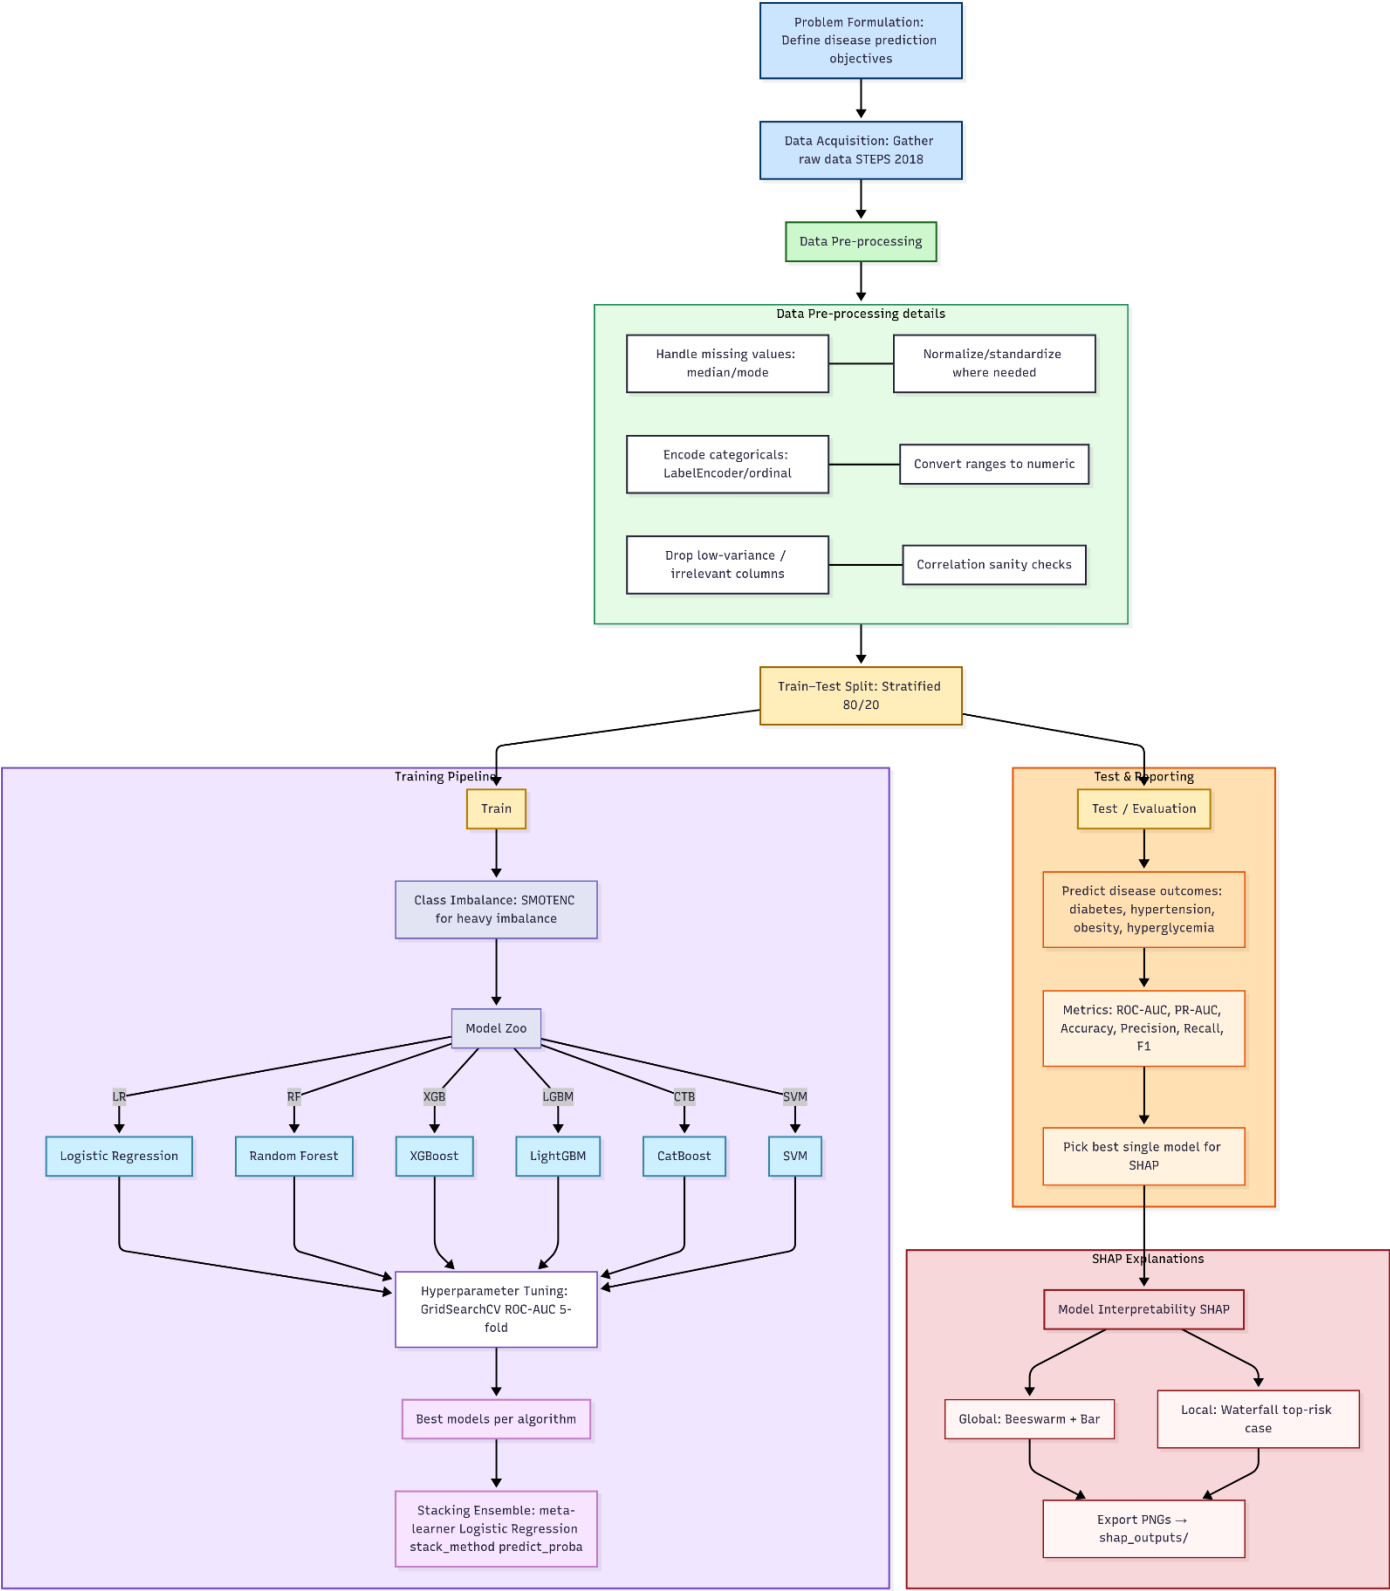 Problem Formulation:
Define disease prediction
objectives
Data Acquisition: Gather
raw data STEPS 2018
Data Pre-processing
Data Pre-processing details
Handle missing values:
median/mode
Normalize/standardize
where needed
Encode categoricals:
LabelEncoder/ordinal
Convert ranges to numeric
Drop low-variance /
irrelevant columns
Correlation sanity checks
Train–Test Split: Stratified
80/20
Training Pipeline
Train
Class Imbalance: SMOTENC
for heavy imbalance
Model Zoo
LR
RF
XGB
LGBM
CTB
SVM
Logistic Regression
Random Forest
XGBoost
LightGBM
CatBoost
SVM
Hyperparameter Tuning:
GridSearchCV ROC-AUC 5-
fold
Best models per algorithm
Stacking Ensemble: meta-
learner Logistic Regression
stack_method predict_proba
Test & Reporting
Test / Evaluation
Predict disease outcomes:
diabetes, hypertension,
obesity, hyperglycemia
Metrics: ROC-AUC, PR-AUC,
Accuracy, Precision, Recall,
F1
Pick best single model for
SHAP
SHAP Explanations
Model Interpretability SHAP
Global: Beeswarm + Bar
Local: Waterfall top-risk
case
Export PNGs →
shap_outputs/